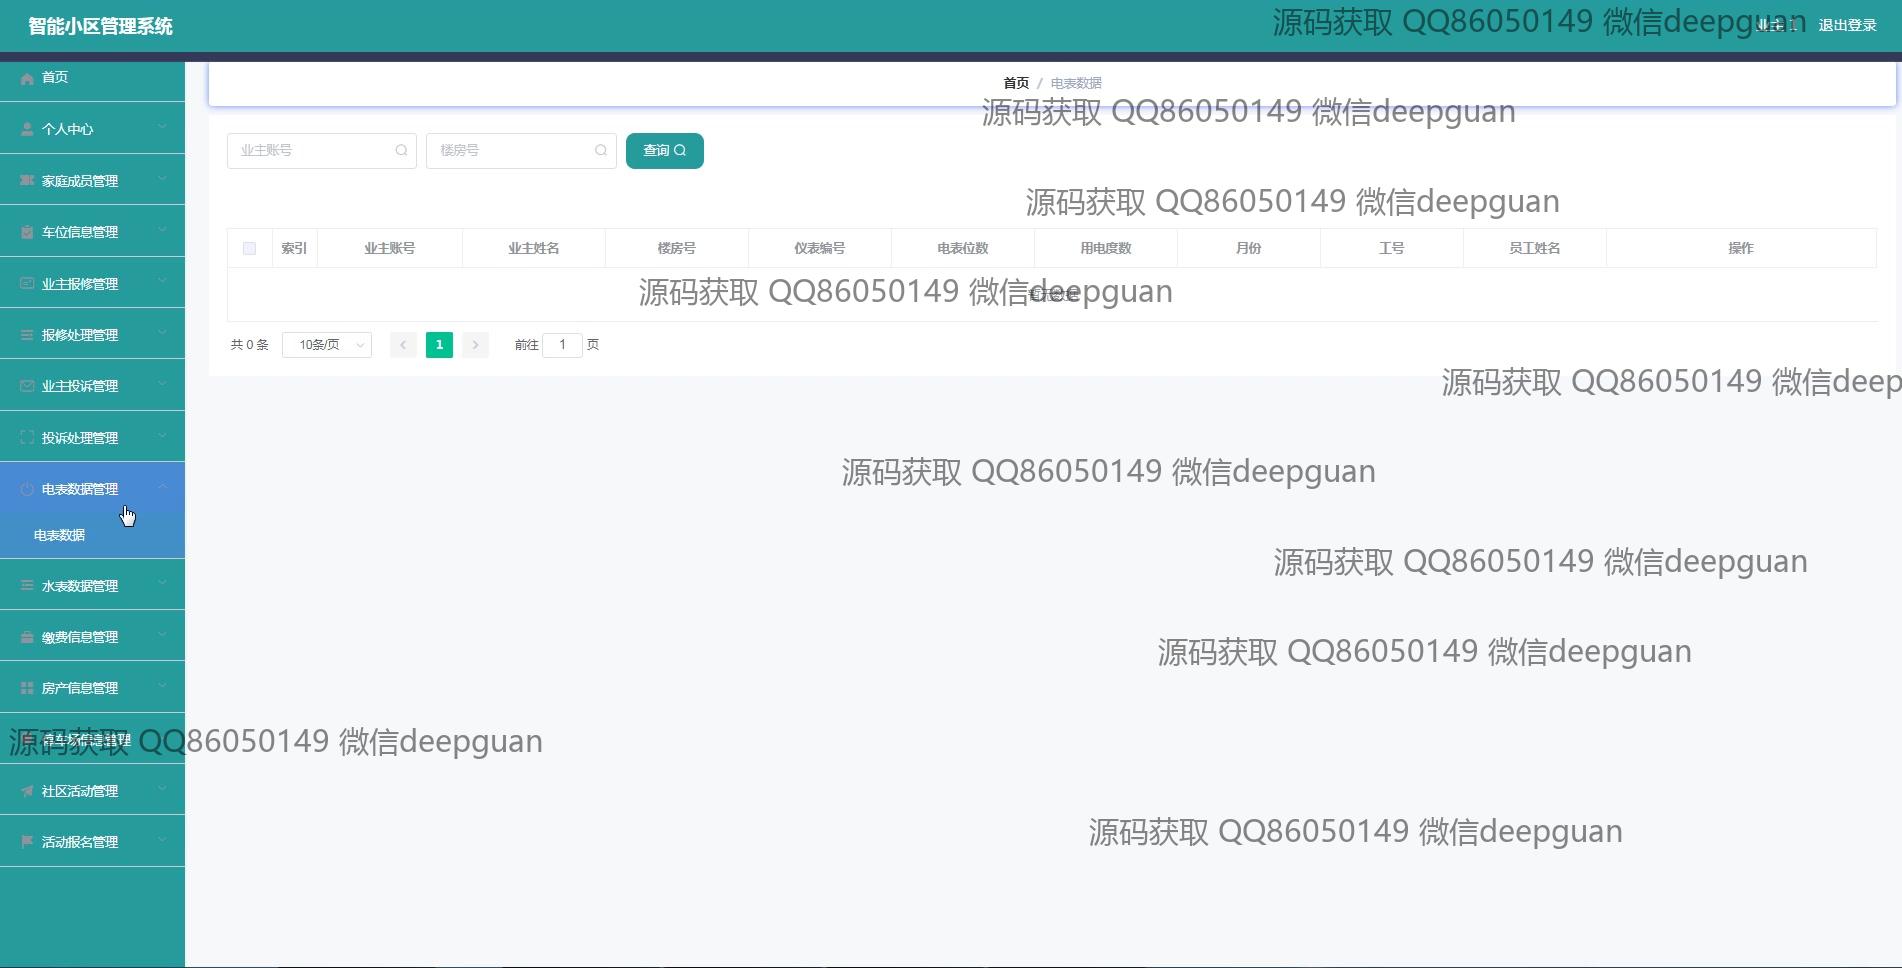 智能小区管理系统
源码获取 QQ86050149 微信deepguan
退出登录
首页
个人中心
家庭成员管理
车位信息管理
业主报修管理
报修处理管理
业主投诉管理
投诉处理管理
电表数据管理
电表数据
水表数据管理
缴费信息管理
房产信息管理
停车场信息管理
社区活动管理
活动报名管理
首页 / 电表数据
源码获取 QQ86050149 微信deepguan
业主账号 楼房号 查询
源码获取 QQ86050149 微信deepguan
索引 业主账号 业主姓名 楼房号 仪表编号 电表位数 用电度数 月份 工号 员工姓名 操作
源码获取 QQ86050149 微信deepguan
暂无数据
共 0 条 10条/页 1 前往 1 页
源码获取 QQ86050149 微信deep
源码获取 QQ86050149 微信deepguan
源码获取 QQ86050149 微信deepguan
源码获取 QQ86050149 微信deepguan
源码获取 QQ86050149 微信deepguan
源码获取 QQ86050149 微信deepguan